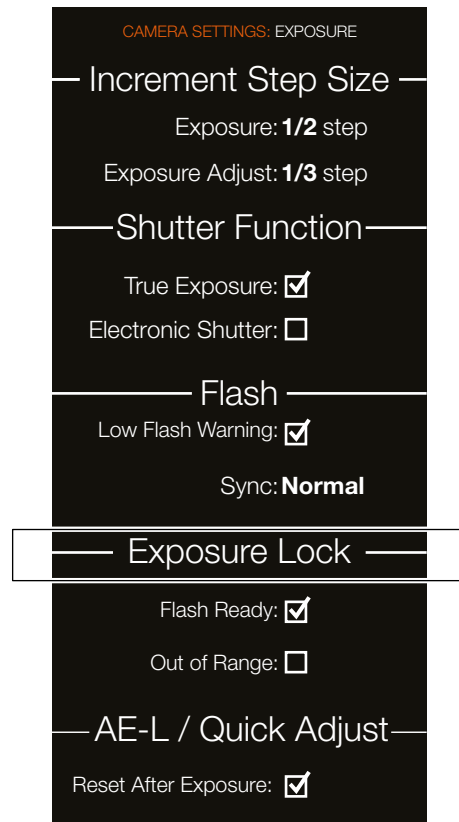 CAMERA SETTINGS: EXPOSURE
Increment Step Size
Exposure: 1/2 step
Exposure Adjust: 1/3 step
Shutter Function
True Exposure:
Electronic Shutter:
Flash
Low Flash Warning:
Sync: Normal
Exposure Lock
Flash Ready:
Out of Range:
AE-L / Quick Adjust
Reset After Exposure: